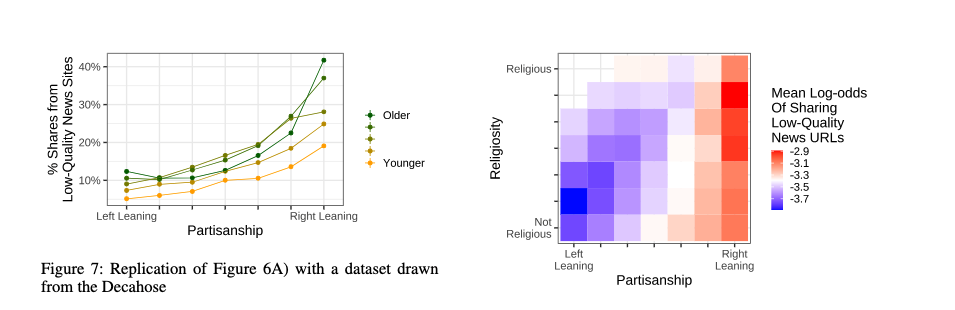 % Shares from
Low-Quality News Sites
40%
30%
20%
10%
Left Leaning
Right Leaning
Partisanship
Older
Younger
Figure 7: Replication of Figure 6A) with a dataset drawn
from the Decahose
Religiosity
Religious
Not
Religious
Left
Leaning
Right
Leaning
Partisanship
Mean Log-odds
Of Sharing
Low-Quality
News URLs
-2.9
-3.1
-3.3
-3.5
-3.7